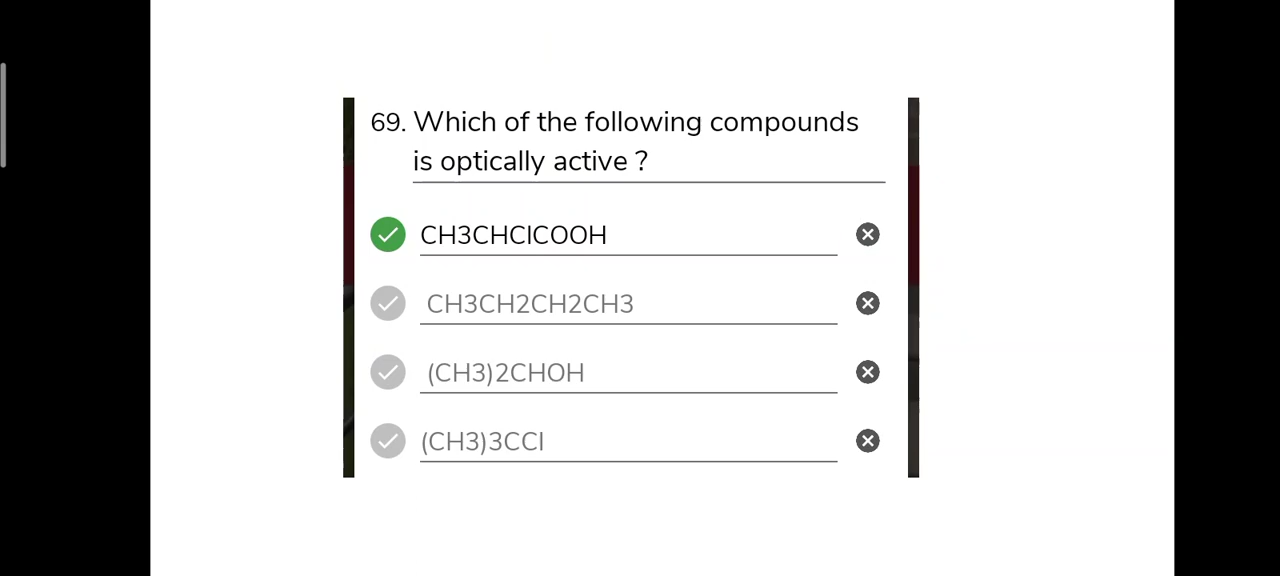 69. Which of the following compounds
is optically active ?
CH3CHClCOOH
CH3CH2CH2CH3
(CH3)2CHOH
(CH3)3CCl